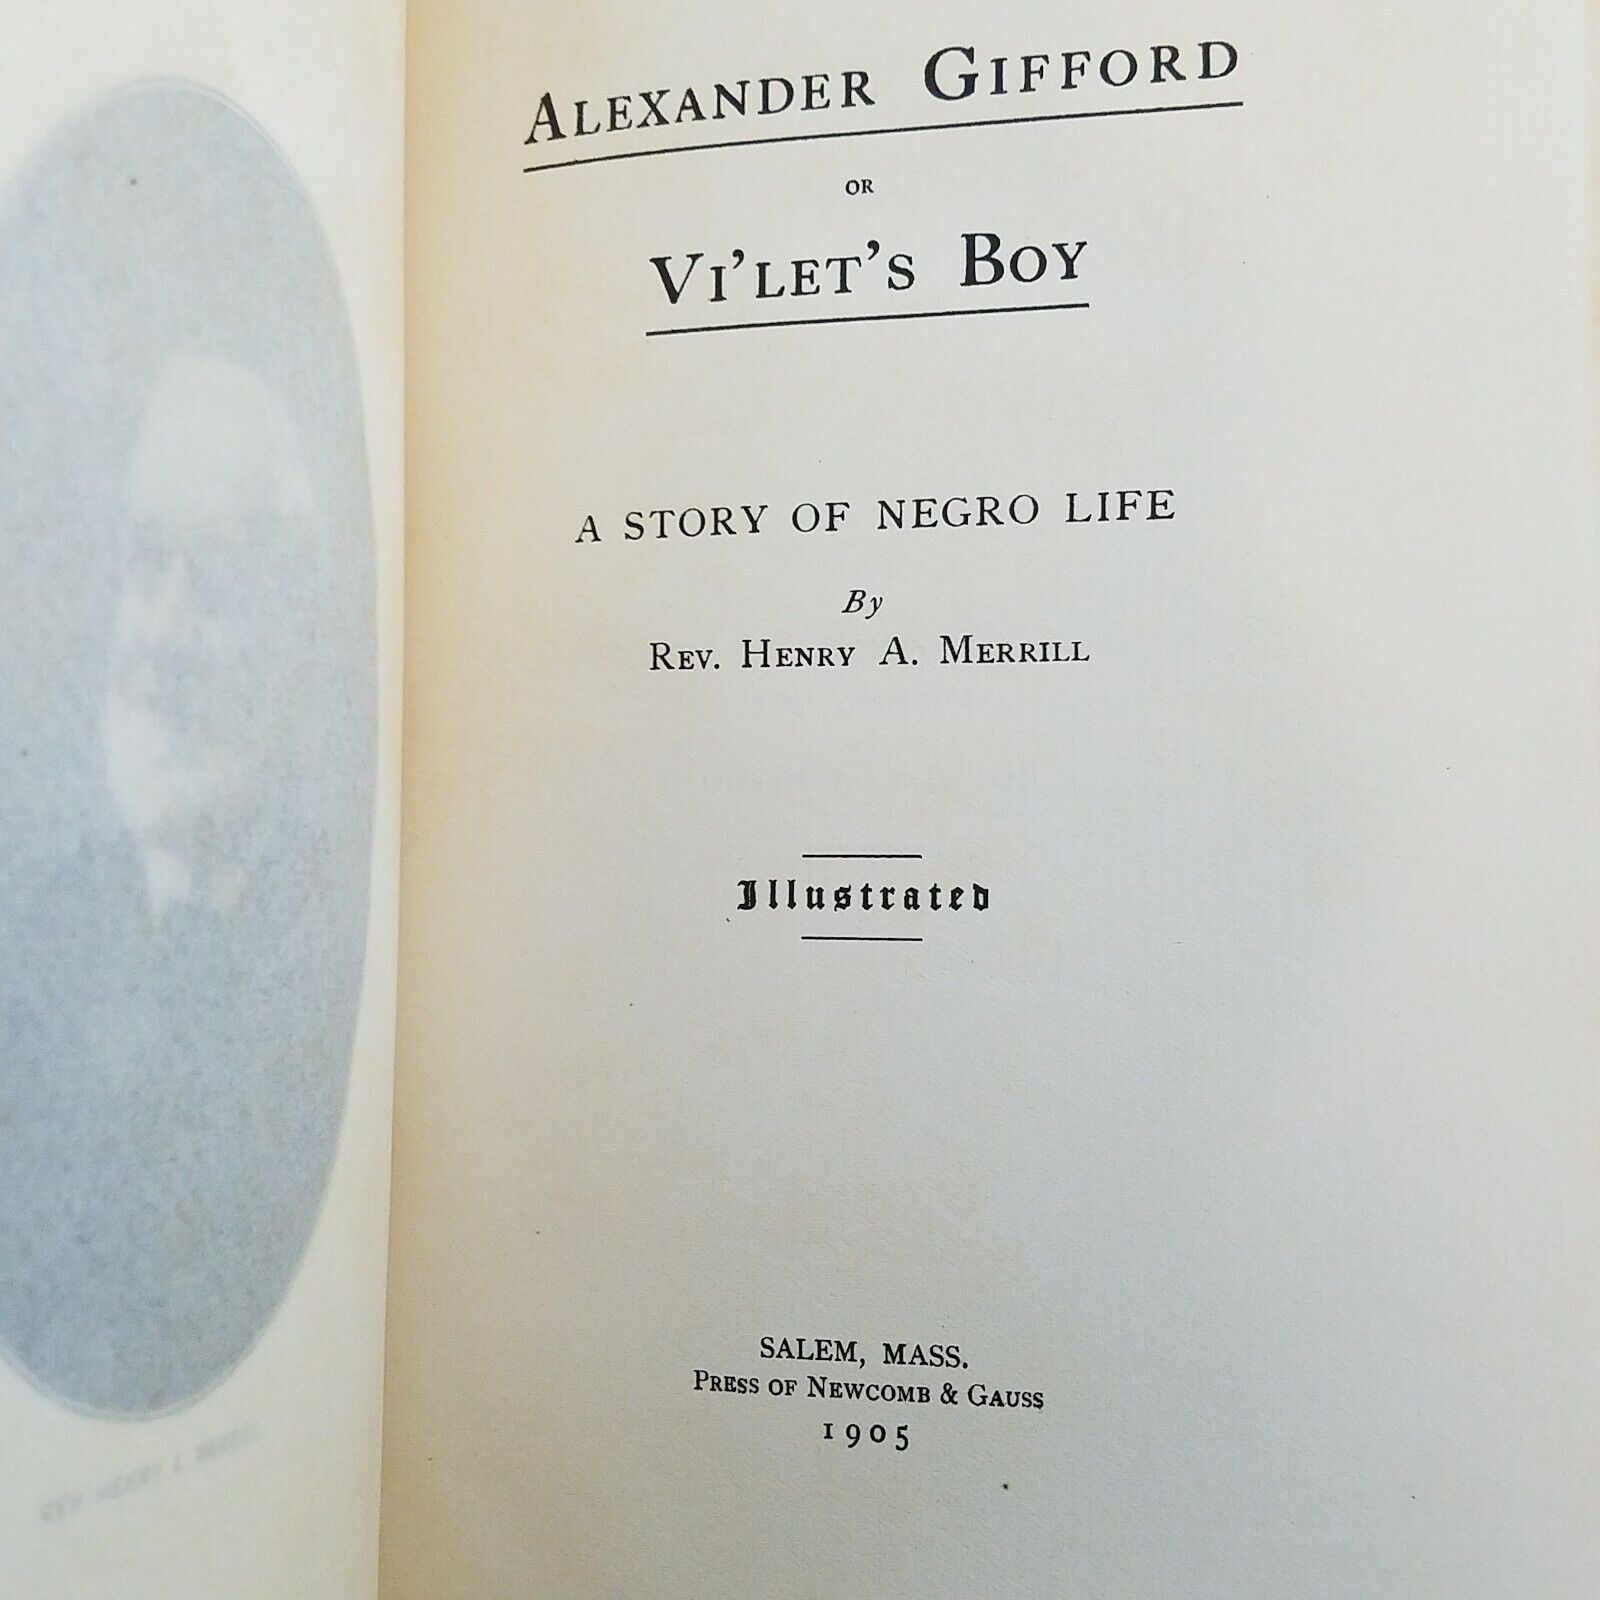 ALEXANDER GIFFORD
OR
VI'LET'S BOY
A STORY OF NEGRO LIFE
By
REV. HENRY A. MERRILL
Illustrated
SALEM, MASS.
PRESS OF NEWCOMB & GAUSS
1905